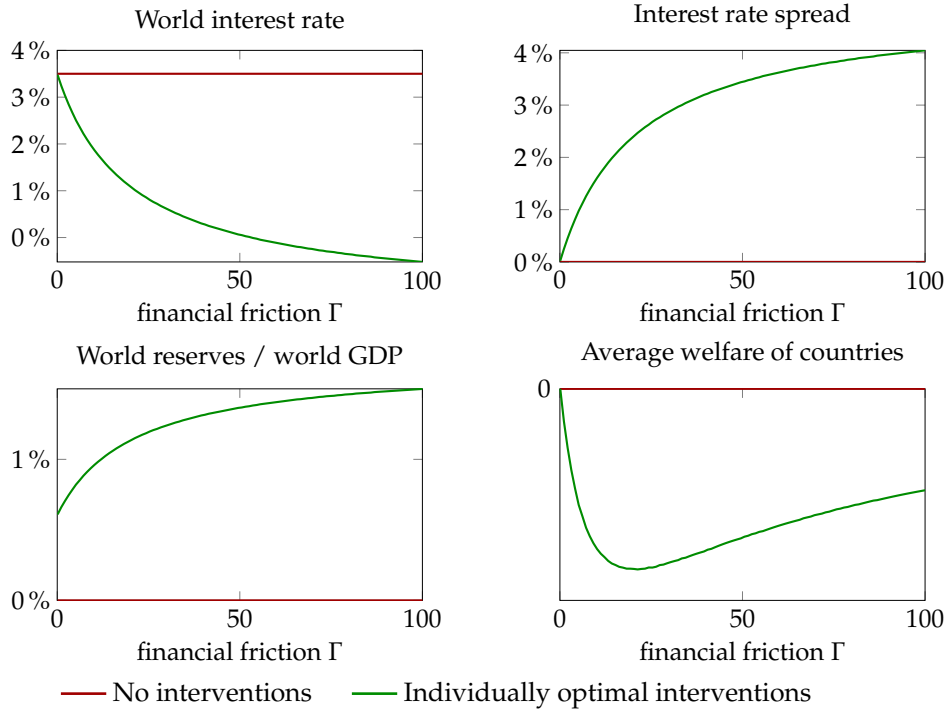 World interest rate
Interest rate spread
4 %
3 %
2 %
1 %
0 %
0
50
100
financial friction Γ
4 %
3 %
2 %
1 %
0 %
0
50
100
financial friction Γ
World reserves / world GDP
Average welfare of countries
1 %
0 %
0
50
100
financial friction Γ
0
0
50
100
financial friction Γ
No interventions
Individually optimal interventions